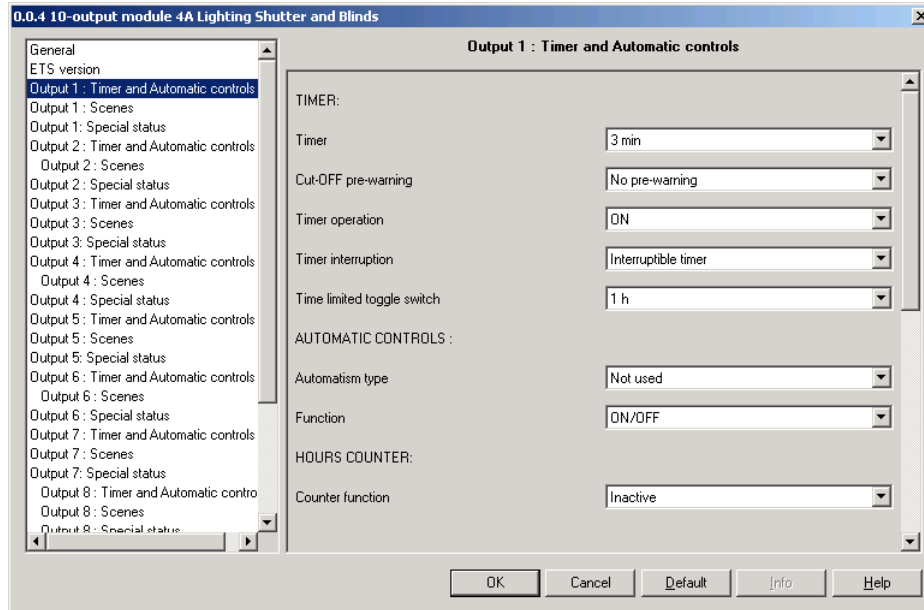 0.0.4 10-output module 4A Lighting Shutter and Blinds
General
ETS version
Output 1 : Timer and Automatic controls
Output 1 : Scenes
Output 1: Special status
Output 2 : Timer and Automatic controls
Output 2 : Scenes
Output 2 : Special status
Output 3 : Timer and Automatic controls
Output 3 : Scenes
Output 3: Special status
Output 4 : Timer and Automatic controls
Output 4 : Scenes
Output 4 : Special status
Output 5 : Timer and Automatic controls
Output 5 : Scenes
Output 5: Special status
Output 6 : Timer and Automatic controls
Output 6 : Scenes
Output 6 : Special status
Output 7 : Timer and Automatic controls
Output 7 : Scenes
Output 7: Special status
Output 8 : Timer and Automatic contro
Output 8 : Scenes
Output 8 : Special status
Output 1 : Timer and Automatic controls
TIMER:
Timer 3 min
Cut-OFF pre-warning No pre-warning
Timer operation ON
Timer interruption Interruptible timer
Time limited toggle switch 1 h
AUTOMATIC CONTROLS :
Automatism type Not used
Function ON/OFF
HOURS COUNTER:
Counter function Inactive
OK Cancel Default Info Help